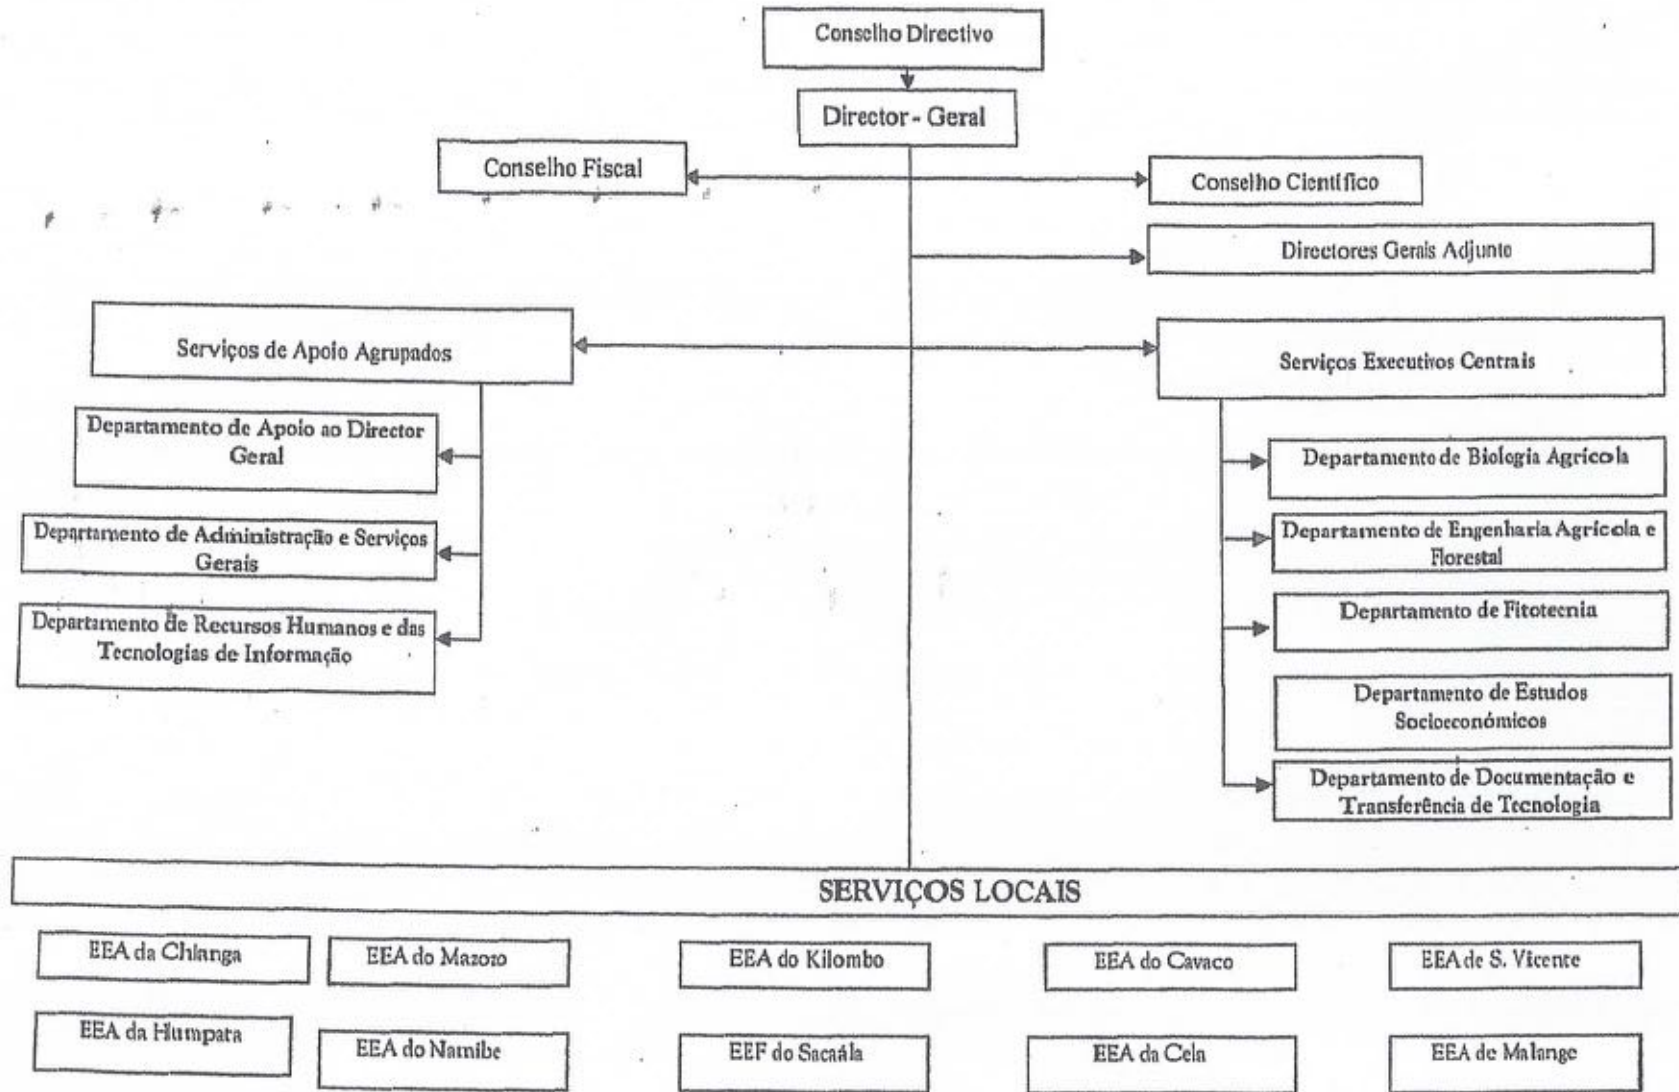 Conselho Directivo
Director - Geral
Conselho Fiscal
Conselho Científico
Directores Gerais Adjunto
Serviços de Apoio Agrupados
Serviços Executivos Centrais
Departamento de Apoio ao Director
Geral
Departamento de Administração e Serviços
Gerais
Departamento de Recursos Humanos e das
Tecnologias de Informação
Departamento de Biologia Agrícola
Departamento de Engenharia Agrícola e
Florestal
Departamento de Fitotecnia
Departamento de Estudos
Socioeconómicos
Departamento de Documentação e
Transferência de Tecnologia
SERVIÇOS LOCAIS
EEA da Chianga
EEA do Mazozo
EEA do Kilombo
EEA do Cavaco
EEA de S. Vicente
EEA da Humpata
EEA do Namibe
EEF do Sacaála
EEA da Cela
EEA de Malange